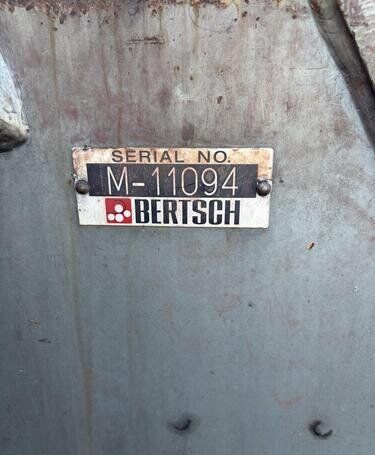 SERIAL NO.
M-11094
BERTSCH